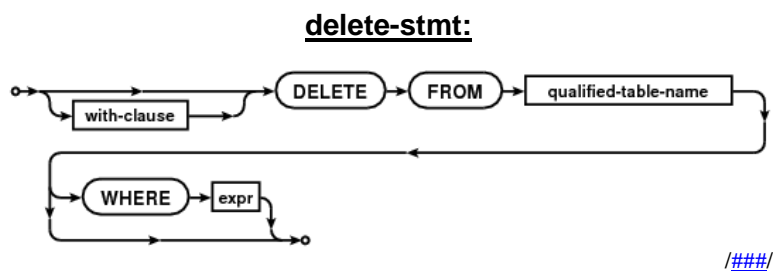 delete-stmt:
DELETE FROM qualified-table-name
with-clause
WHERE expr
/###/